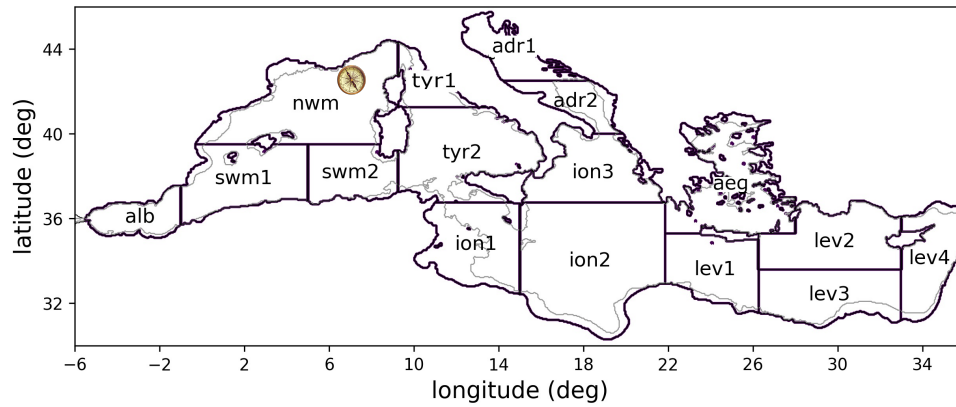 44
40
36
32
latitude (deg)
adr1
tyr1
nwm
adr2
tyr2
swm2
ion3
swm1
aeg
alb
ion1
lev2
ion2
lev4
lev1
lev3
−6
−2
2
6
10
14
18
22
26
30
34
longitude (deg)